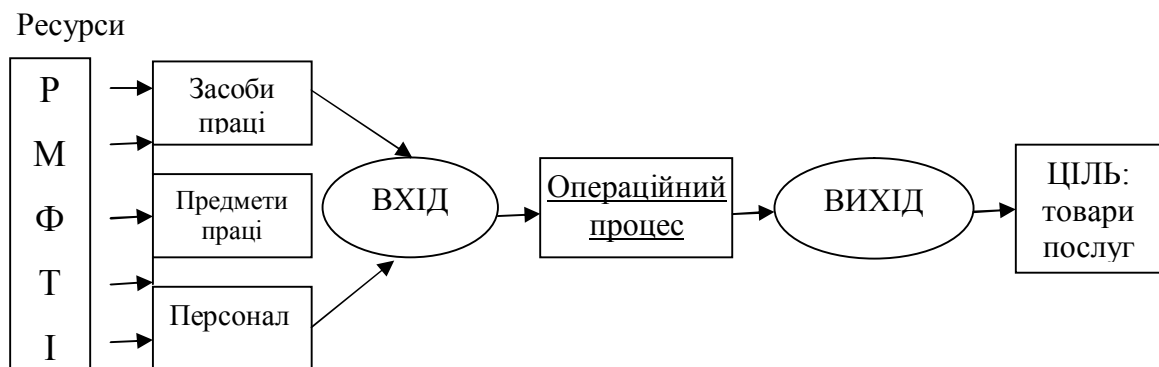 Ресурси
Р
М
Ф
Т
І
Засоби
праці
Предмети
праці
Персонал
ВХІД
Операційний
процес
ВИХІД
ЦІЛЬ:
товари
послуг